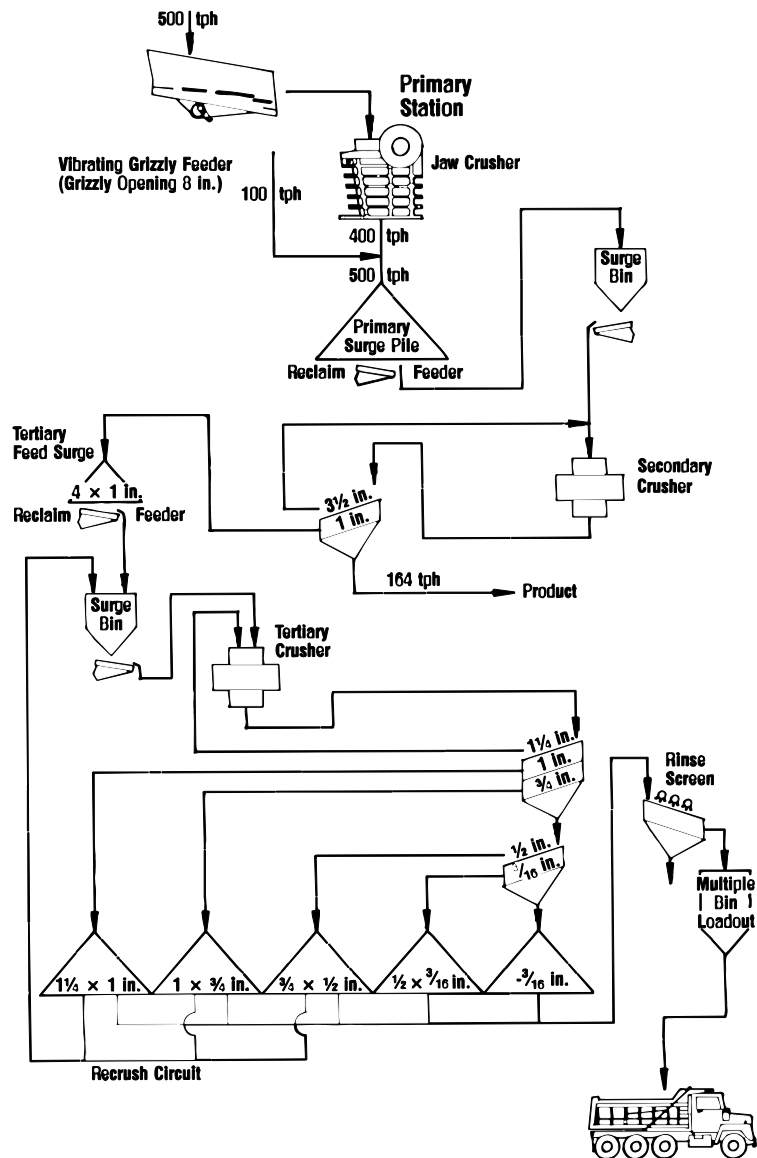 500 tph
Primary
Station
Vibrating Grizzly Feeder
(Grizzly Opening 8 in.)
Jaw Crusher
100 tph
400 tph
500 tph
Surge
Bin
Primary
Surge Pile
Reclaim Feeder
Tertiary
Feed Surge
4 × 1 in.
Reclaim Feeder
3½ in.
1 in.
Secondary
Crusher
164 tph
Product
Surge
Bin
Tertiary
Crusher
1¼ in.
1 in.
¾ in.
Rinse
Screen
½ in.
3/16 in.
Multiple
Bin
Loadout
1¼ × 1 in.
1 × ¾ in.
¾ × ½ in.
½ × 3/16 in.
-3/16 in.
Recrush Circuit